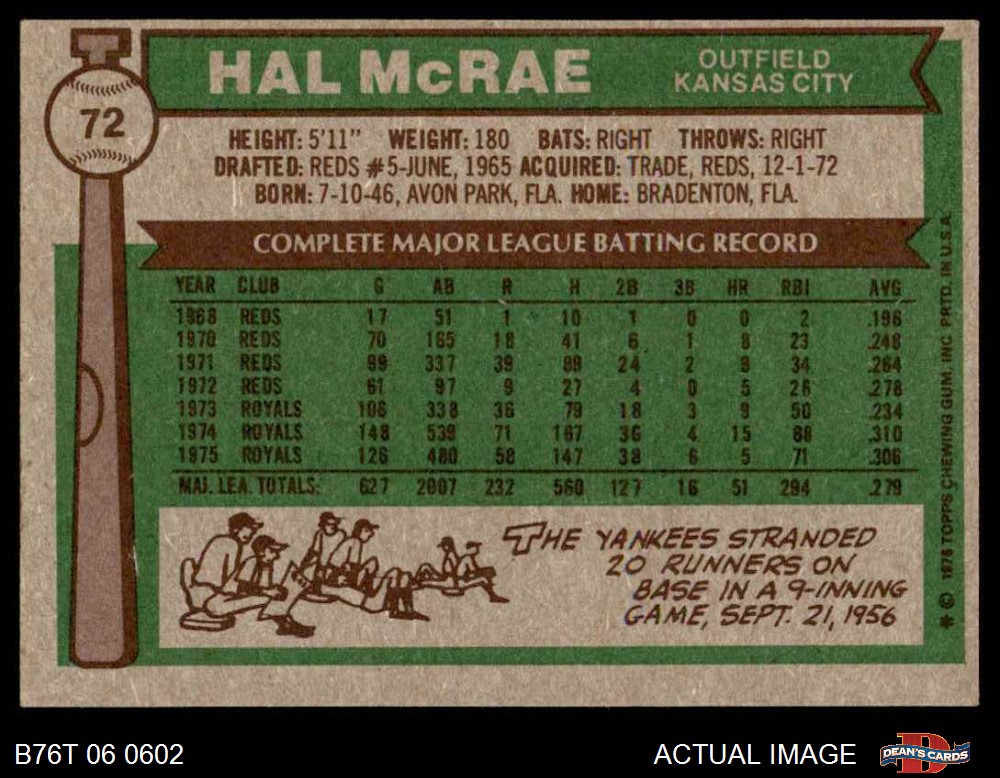 72
HAL McRAE
OUTFIELD
KANSAS CITY
HEIGHT: 5'11" WEIGHT: 180 BATS: RIGHT THROWS: RIGHT
DRAFTED: REDS #5-JUNE, 1965 ACQUIRED: TRADE, REDS, 12-1-72
BORN: 7-10-46, AVON PARK, FLA. HOME: BRADENTON, FLA.
COMPLETE MAJOR LEAGUE BATTING RECORD
YEAR CLUB G AB R H 2B 3B HR RBI AVG
1968 REDS 17 51 1 10 1 0 0 2 .196
1970 REDS 70 165 18 41 6 1 8 23 .248
1971 REDS 99 337 39 89 24 2 9 34 .264
1972 REDS 61 97 9 27 4 0 5 26 .278
1973 ROYALS 106 338 36 79 18 3 9 50 .234
1974 ROYALS 148 539 71 167 36 4 15 88 .310
1975 ROYALS 126 480 58 147 38 6 5 71 .306
MAJ. LEA. TOTALS: 627 2007 232 560 127 16 51 294 .279
THE YANKEES STRANDED
20 RUNNERS ON
BASE IN A 9-INNING
GAME, SEPT. 21, 1956
* © 1976 TOPPS CHEWING GUM, INC PRTD. IN U.S.A.
B76T 06 0602
ACTUAL IMAGE
D
DEAN'S CARDS